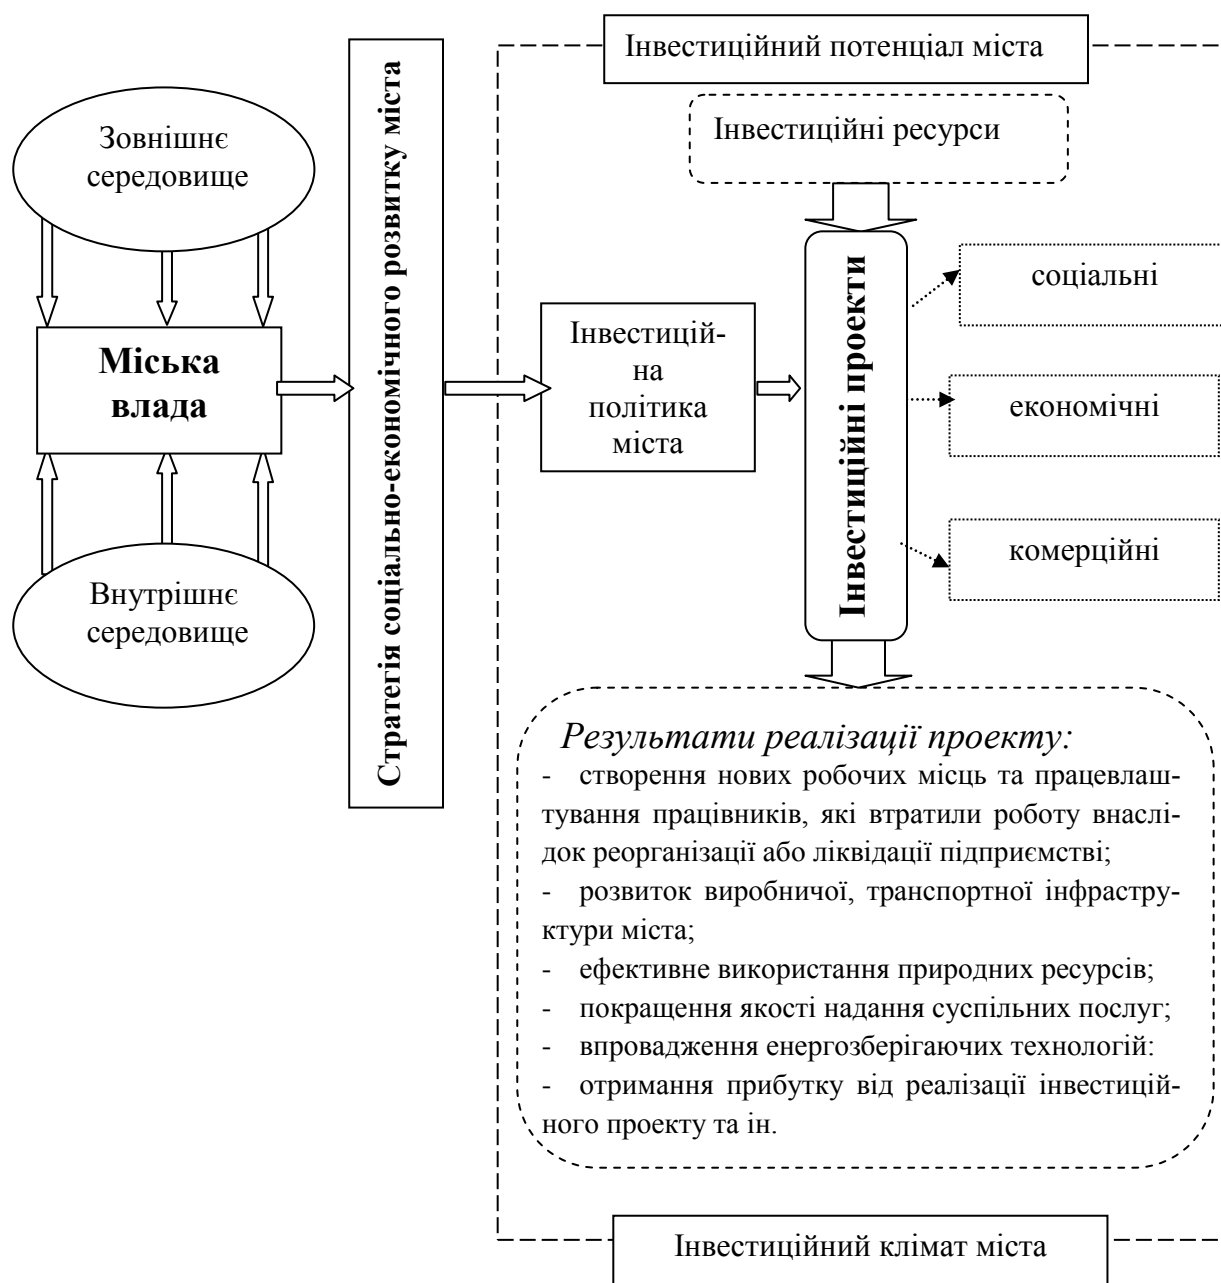 Інвестиційний потенціал міста
Інвестиційні ресурси
Зовнішнє
середовище
Міська
влада
Внутрішнє
середовище
Стратегія соціально-економічного розвитку міста
Інвестицій-
на
політика
міста
Інвестиційні проекти
соціальні
економічні
комерційні
Результати реалізації проекту:
- створення нових робочих місць та працевлаш-
тування працівників, які втратили роботу внаслі-
док реорганізації або ліквідації підприємстві;
- розвиток виробничої, транспортної інфрастру-
ктури міста;
- ефективне використання природних ресурсів;
- покращення якості надання суспільних послуг;
- впровадження енергозберігаючих технологій:
- отримання прибутку від реалізації інвестицій-
ного проекту та ін.
Інвестиційний клімат міста